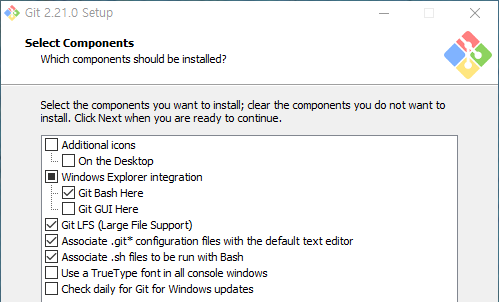 Git 2.21.0 Setup
Select Components
Which components should be installed?
Select the components you want to install; clear the components you do not want to
install. Click Next when you are ready to continue.
Additional icons
On the Desktop
Windows Explorer integration
Git Bash Here
Git GUI Here
Git LFS (Large File Support)
Associate .git* configuration files with the default text editor
Associate .sh files to be run with Bash
Use a TrueType font in all console windows
Check daily for Git for Windows updates